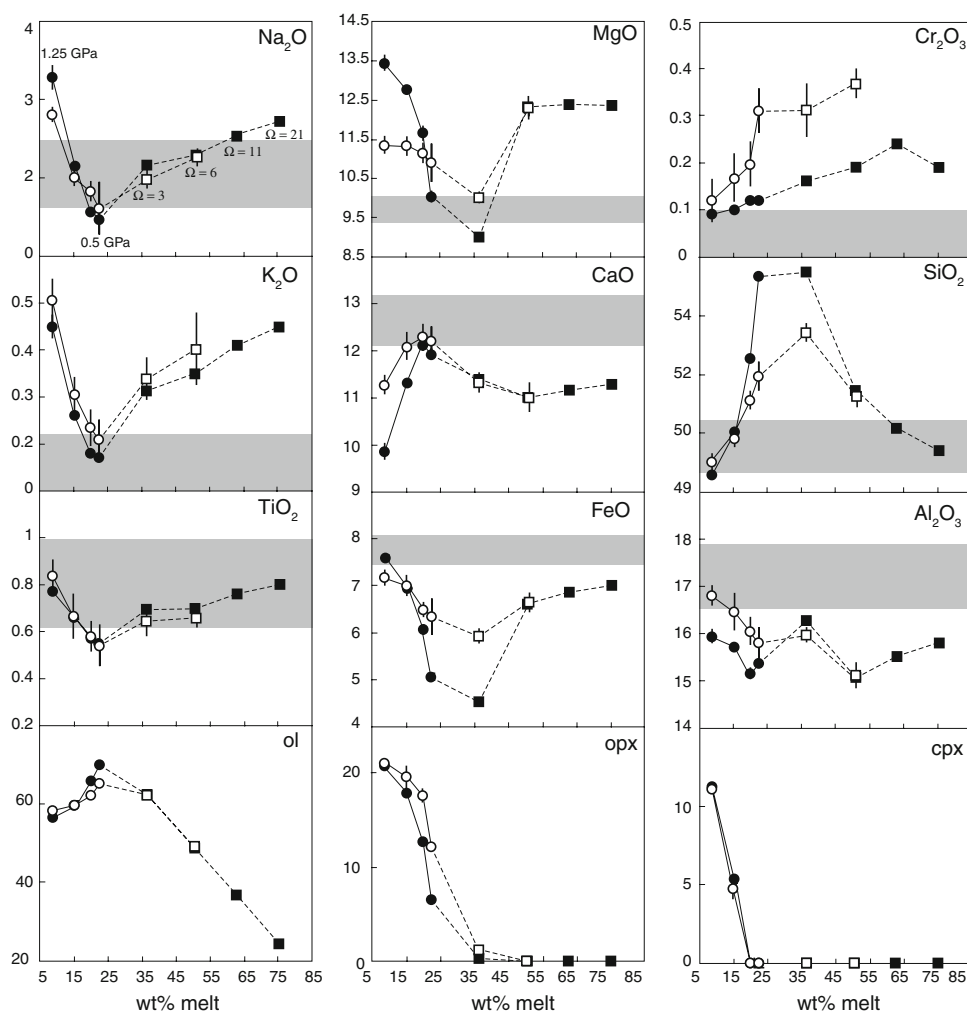 4
3
2
0
Na₂O
1.25 GPa
0.5 GPa
Ω = 3
Ω = 6
Ω = 11
Ω = 21
14.5
13.5
12.5
11.5
10.5
9.5
8.5
MgO
0.5
0.4
0.3
0.2
0.1
0
Cr₂O₃
K₂O
0.5
0.4
0.3
0.2
0.1
0
CaO
13
12
11
10
9
SiO₂
54
52
50
49
TiO₂
1
0.8
0.6
0.4
0.2
FeO
8
7
6
5
4
Al₂O₃
18
17
16
15
14
ol
60
40
20
opx
20
10
0
cpx
10
5
0
5 15 25 35 45 55 65 75 85
5 15 25 35 45 55 65 75 85
5 15 25 35 45 55 65 75 85
wt% melt
wt% melt
wt% melt